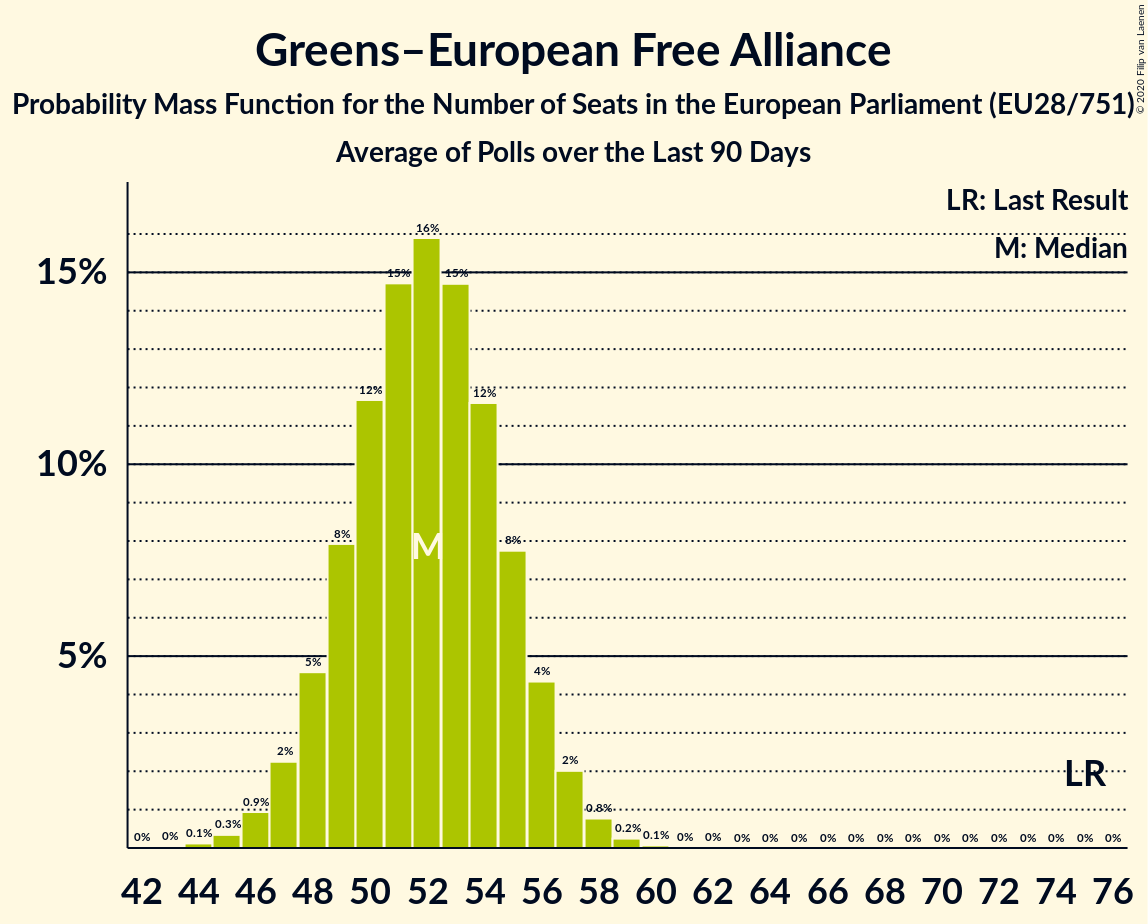 Greens–European Free Alliance
Probability Mass Function for the Number of Seats in the European Parliament (EU28/751)
Average of Polls over the Last 90 Days
© 2020 Filip van Laenen
LR: Last Result
M: Median
15%
10%
5%
0% 0% 0.1% 0.3% 0.9% 2% 5% 8% 12% 15% 16% 15% 12% 8% 4% 2% 0.8% 0.2% 0.1% 0% 0% 0% 0% 0% 0% 0% 0% 0% 0% 0% 0% 0% 0% 0% 0%
M
LR
42 44 46 48 50 52 54 56 58 60 62 64 66 68 70 72 74 76